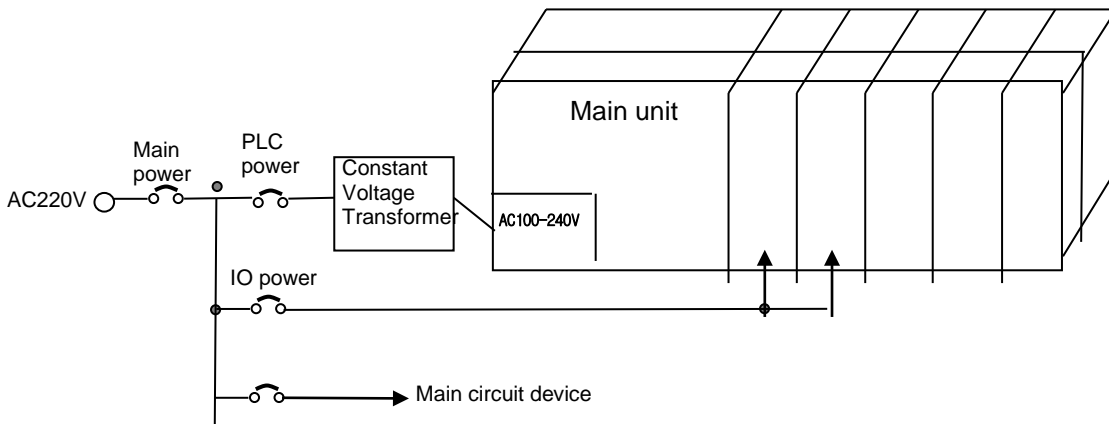 Main unit
Main
power
PLC
power
Constant
Voltage
Transformer
AC220V
AC100-240V
IO power
Main circuit device